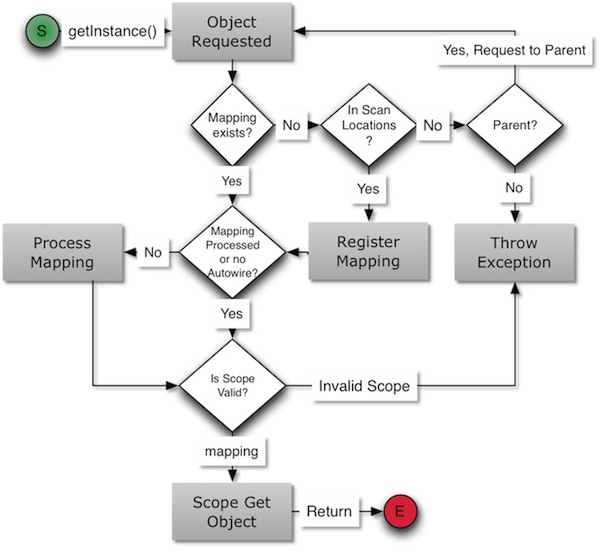 S
getInstance()
Object
Requested
Yes, Request to Parent
Mapping
exists?
No
In Scan
Locations
?
No
Parent?
Yes
Yes
No
Process
Mapping
No
Mapping
Processed
or no
Autowire?
Register
Mapping
Throw
Exception
Yes
Is Scope
Valid?
Invalid Scope
mapping
Scope Get
Object
Return
E